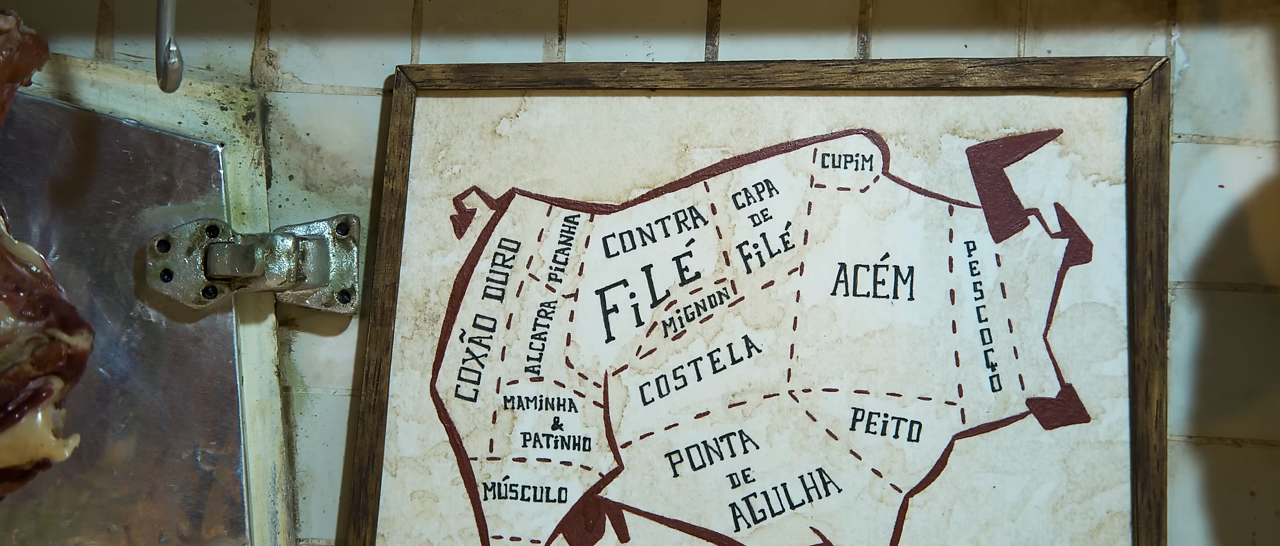 CUPiM
CAPA
DE
FiLÉ
CONTRA
FiLÉ
MiGNON
PICANHA
ALCATRA
COXÃO DURO
ACÉM
PESCOÇO
COSTELA
MAMINHA
&
PATiNHO
PEiTO
PONTA
DE
AGULHA
MÚSCULO